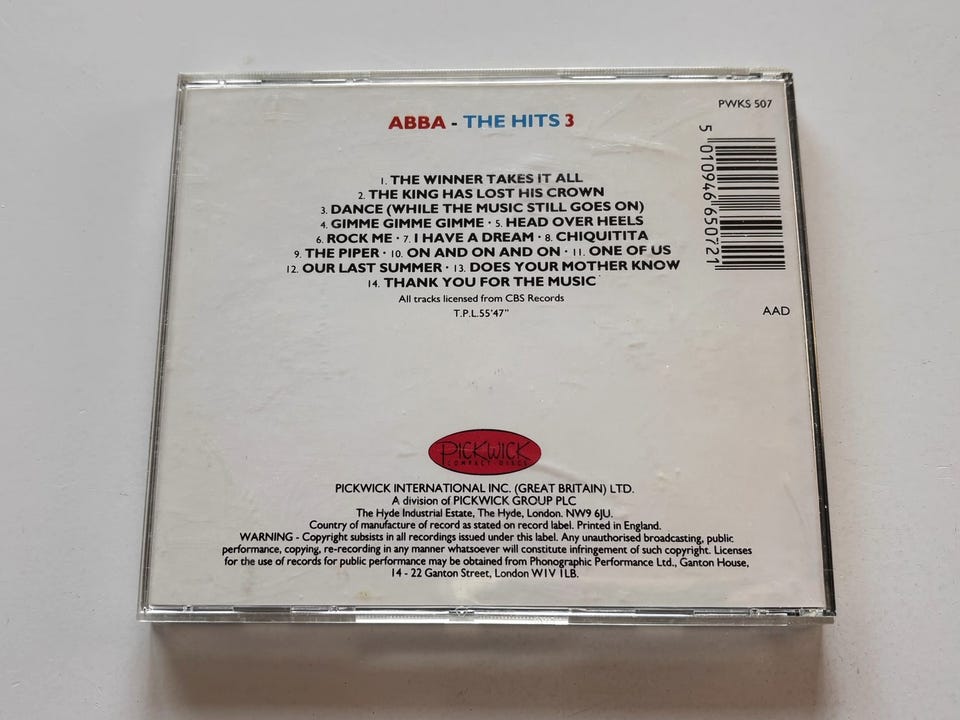 PWKS 507
ABBA - THE HITS 3
5 010946 650721
1. THE WINNER TAKES IT ALL
2. THE KING HAS LOST HIS CROWN
3. DANCE (WHILE THE MUSIC STILL GOES ON)
4. GIMME GIMME GIMME · 5. HEAD OVER HEELS
6. ROCK ME · 7. I HAVE A DREAM · 8. CHIQUITITA
9. THE PIPER · 10. ON AND ON AND ON · 11. ONE OF US
12. OUR LAST SUMMER · 13. DOES YOUR MOTHER KNOW
14. THANK YOU FOR THE MUSIC
All tracks licensed from CBS Records
T.P.L.55'47"
AAD
PICKWICK
COMPACT·DISCS
PICKWICK INTERNATIONAL INC. (GREAT BRITAIN) LTD.
A division of PICKWICK GROUP PLC
The Hyde Industrial Estate, The Hyde, London. NW9 6JU.
Country of manufacture of record as stated on record label. Printed in England.
WARNING - Copyright subsists in all recordings issued under this label. Any unauthorised broadcasting, public
performance, copying, re-recording in any manner whatsoever will constitute infringement of such copyright. Licenses
for the use of records for public performance may be obtained from Phonographic Performance Ltd., Ganton House,
14 - 22 Ganton Street, London W1V 1LB.